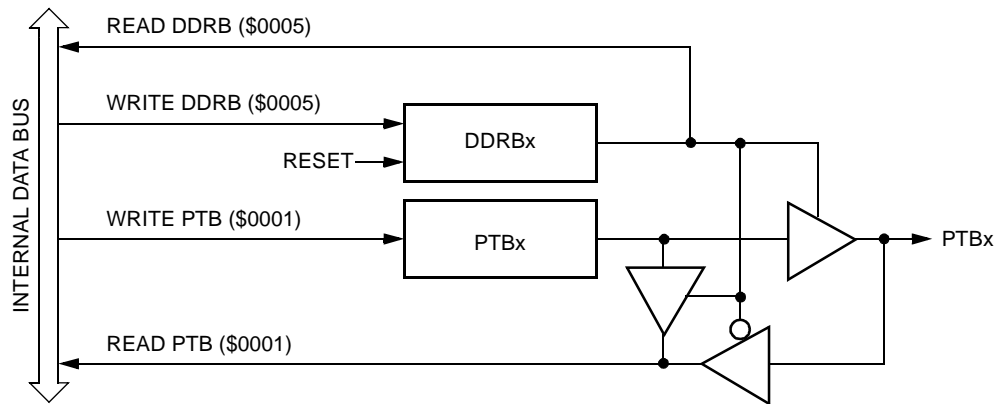 READ DDRB ($0005)
WRITE DDRB ($0005)
DDRBx
RESET
WRITE PTB ($0001)
PTBx
PTBx
READ PTB ($0001)
INTERNAL DATA BUS